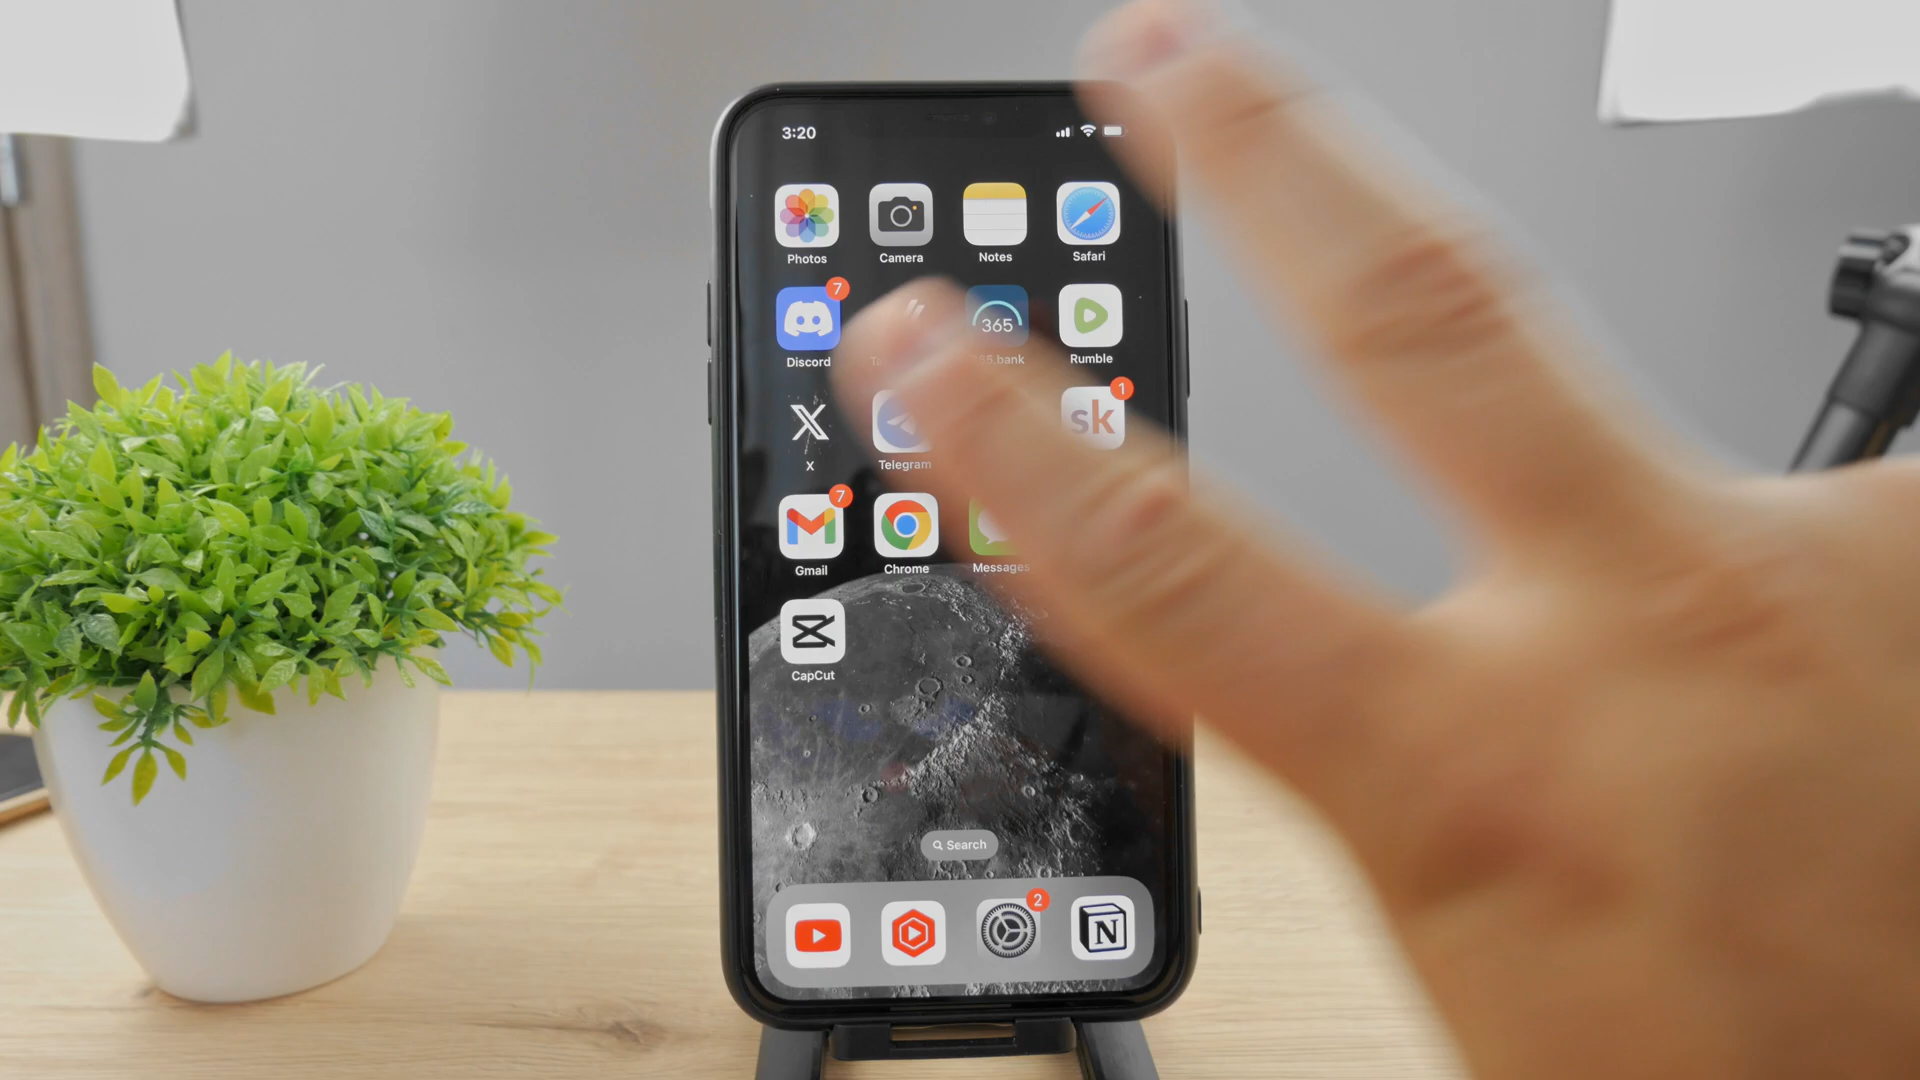 3:20
Photos Camera Notes Safari
7
365
Discord Rumble
1
X sk
X Telegram
7
Gmail Chrome Messages
CapCut
Search
2
N